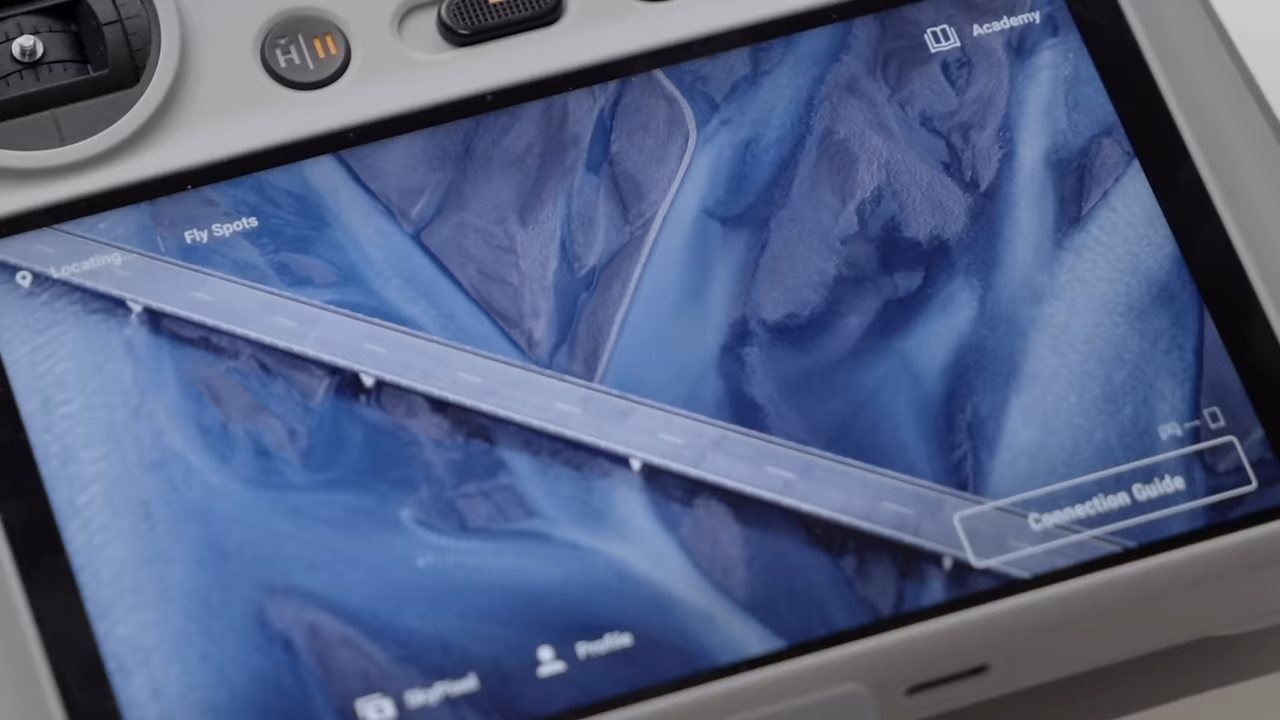 H
Academy
Fly Spots
Locating...
Connection Guide
SkyPixel
Profile